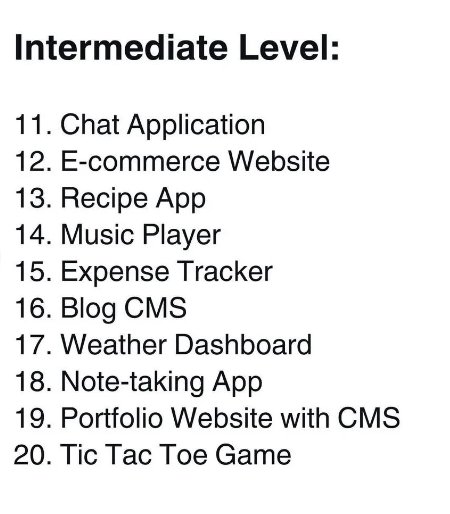 Intermediate Level:
11. Chat Application
12. E-commerce Website
13. Recipe App
14. Music Player
15. Expense Tracker
16. Blog CMS
17. Weather Dashboard
18. Note-taking App
19. Portfolio Website with CMS
20. Tic Tac Toe Game